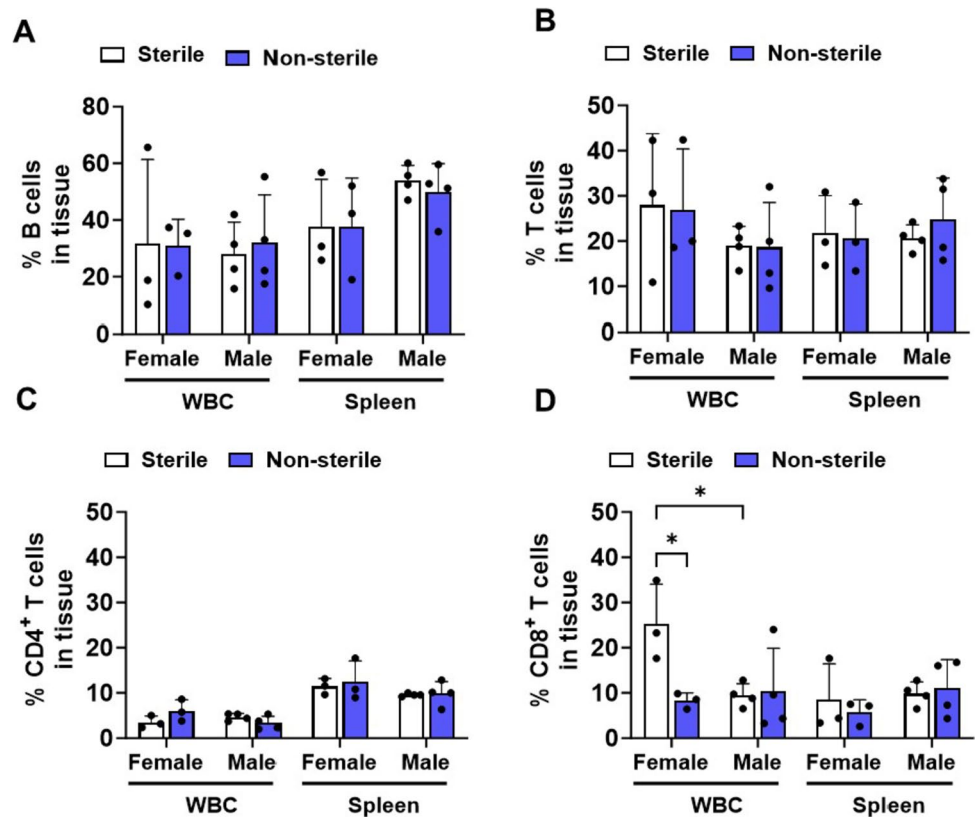 A
Sterile Non-sterile
% B cells
in tissue
80
60
40
20
0
Female Male Female Male
WBC Spleen
B
Sterile Non-sterile
% T cells
in tissue
50
40
30
20
10
0
Female Male Female Male
WBC Spleen
C
Sterile Non-sterile
% CD4⁺ T cells
in tissue
50
40
30
20
10
0
Female Male Female Male
WBC Spleen
D
Sterile Non-sterile
% CD8⁺ T cells
in tissue
50
40
30
20
10
0
*
*
Female Male Female Male
WBC Spleen